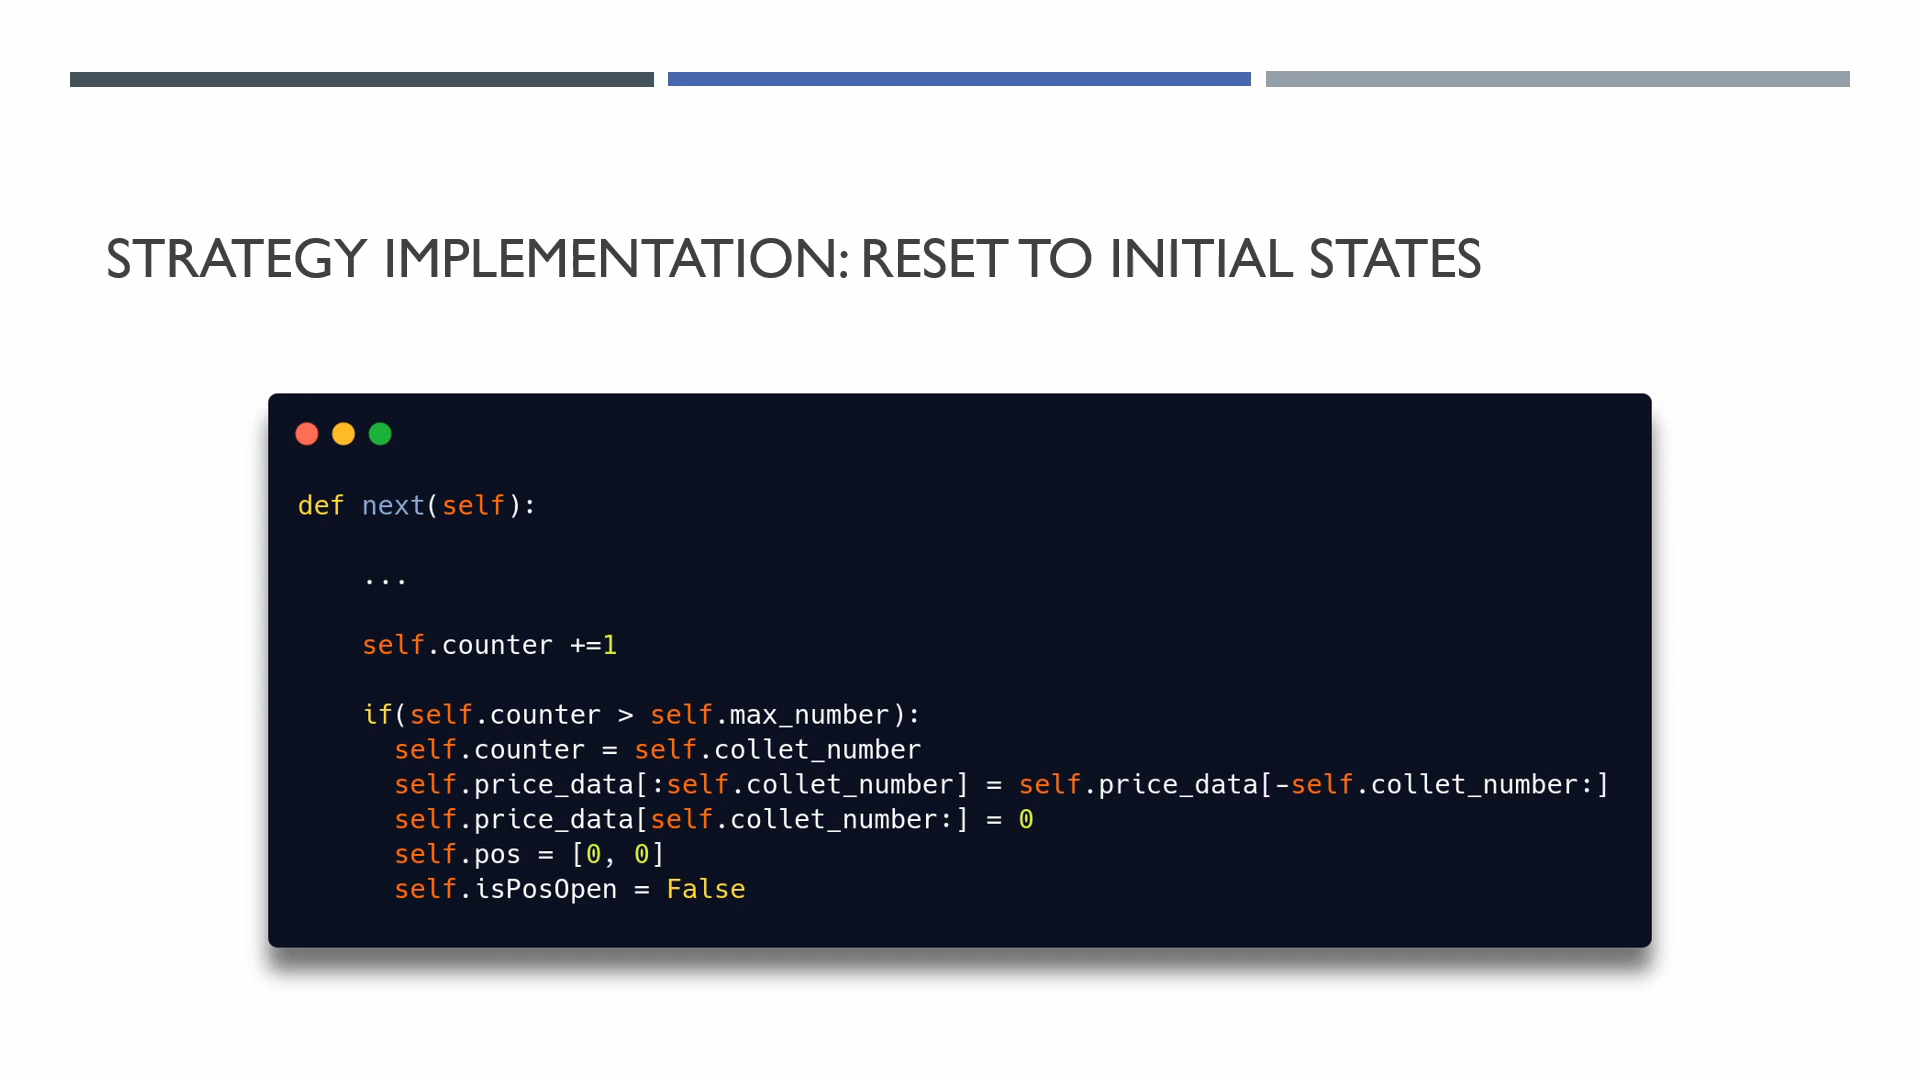 STRATEGY IMPLEMENTATION: RESET TO INITIAL STATES
def next(self):
...
self.counter +=1
if(self.counter > self.max_number):
self.counter = self.collet_number
self.price_data[:self.collet_number] = self.price_data[-self.collet_number:]
self.price_data[self.collet_number:] = 0
self.pos = [0, 0]
self.isPosOpen = False